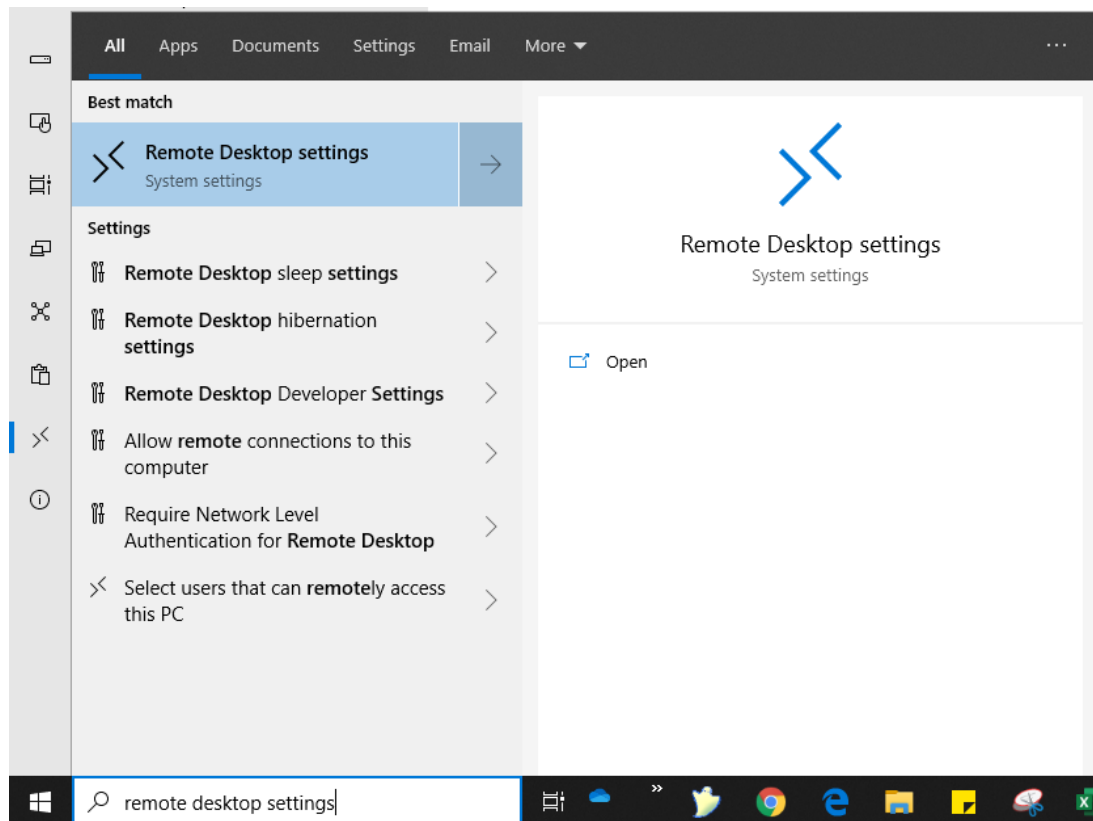 All Apps Documents Settings Email More
Best match
Remote Desktop settings
System settings
Settings
Remote Desktop sleep settings
Remote Desktop hibernation
settings
Remote Desktop Developer Settings
Allow remote connections to this
computer
Require Network Level
Authentication for Remote Desktop
Select users that can remotely access
this PC
Remote Desktop settings
System settings
Open
remote desktop settings